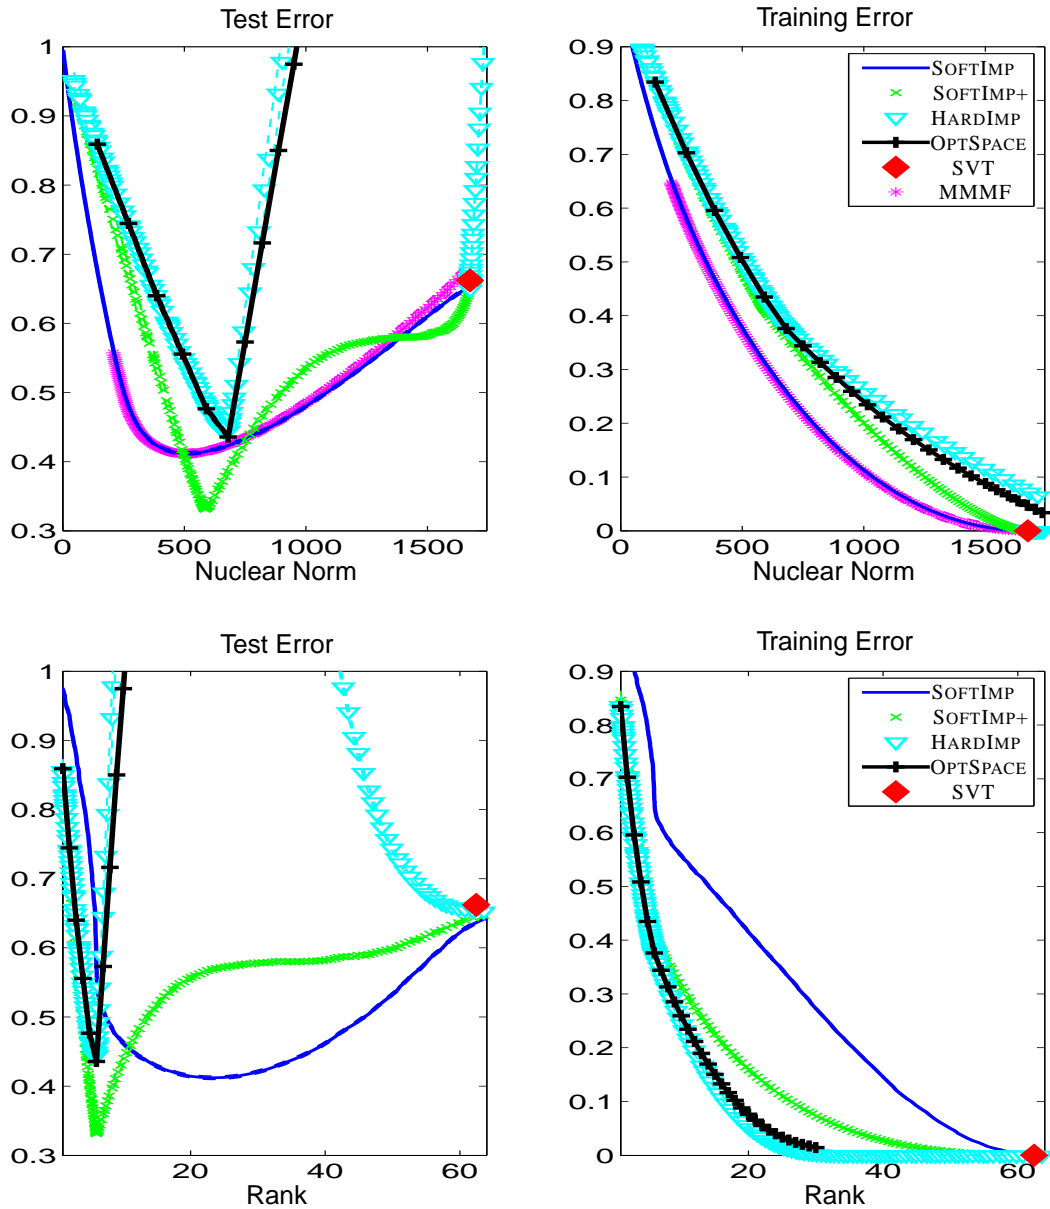 Test Error
1
0.9
0.8
0.7
0.6
0.5
0.4
0.3
0
500
1000
1500
Nuclear Norm
Training Error
0.9
0.8
0.7
0.6
0.5
0.4
0.3
0.2
0.1
0
0
500
1000
1500
Nuclear Norm
SOFTIMP
SOFTIMP+
HARDIMP
OPTSPACE
SVT
MMMF
Test Error
1
0.9
0.8
0.7
0.6
0.5
0.4
0.3
20
40
60
Rank
Training Error
0.9
0.8
0.7
0.6
0.5
0.4
0.3
0.2
0.1
0
20
40
60
Rank
SOFTIMP
SOFTIMP+
HARDIMP
OPTSPACE
SVT